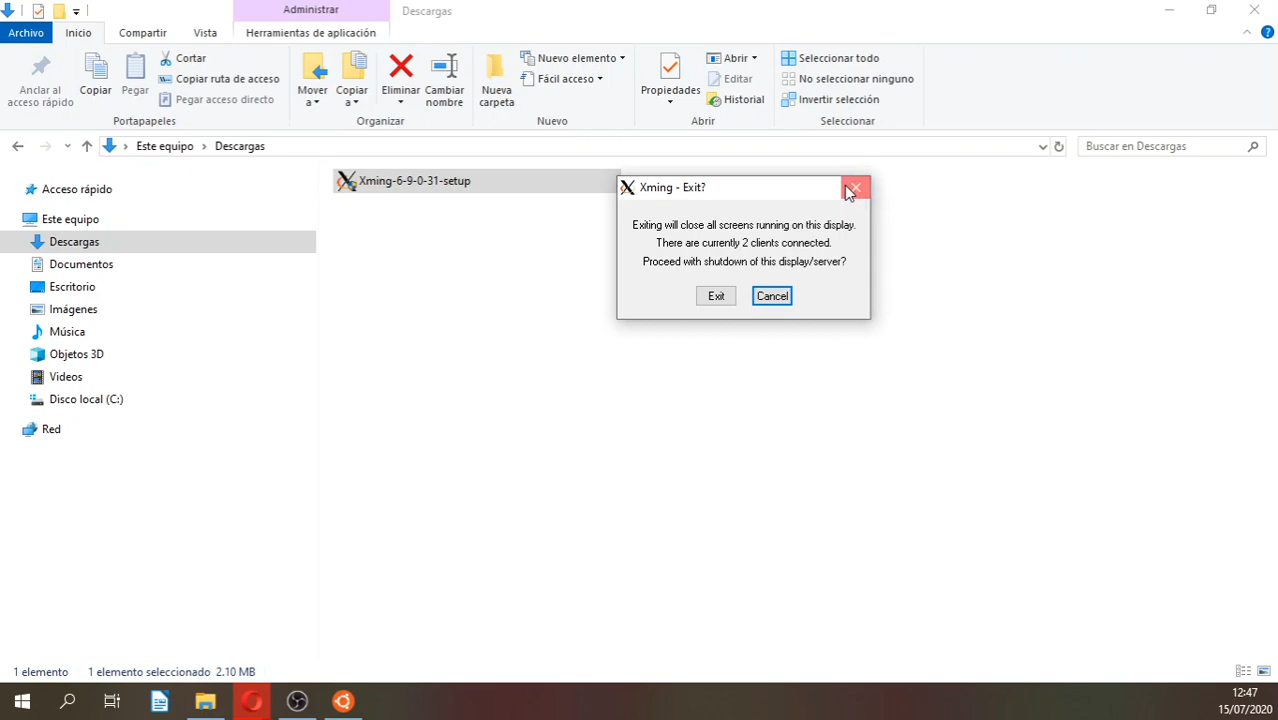 Administrar
Descargas
Archivo
Inicio
Compartir
Vista
Herramientas de aplicación
Anclar al acceso rápido
Copiar
Pegar
Cortar
Copiar ruta de acceso
Pegar acceso directo
Portapapeles
Mover a
Copiar a
Eliminar
Cambiar nombre
Organizar
Nueva carpeta
Nuevo elemento
Fácil acceso
Nuevo
Propiedades
Abrir
Editar
Historial
Abrir
Seleccionar todo
No seleccionar ninguno
Invertir selección
Seleccionar
Este equipo > Descargas
Buscar en Descargas
Acceso rápido
Este equipo
Descargas
Documentos
Escritorio
Imágenes
Música
Objetos 3D
Videos
Disco local (C:)
Red
Xming-6-9-0-31-setup
Xming - Exit?
Exiting will close all screens running on this display.
There are currently 2 clients connected.
Proceed with shutdown of this display/server?
Exit
Cancel
1 elemento
1 elemento seleccionado 2.10 MB
12:47
15/07/2020